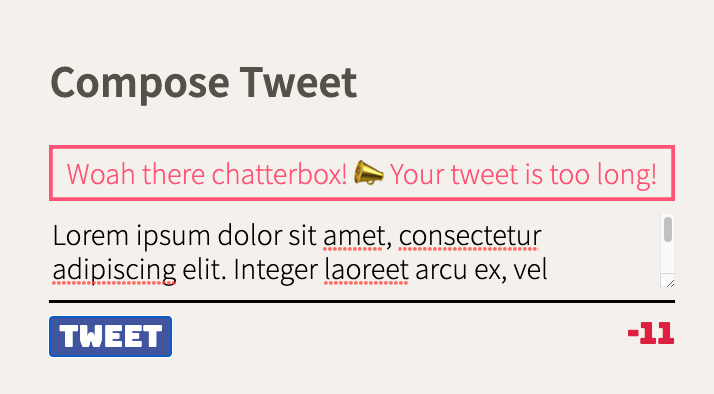 Compose Tweet
Woah there chatterbox! 📣 Your tweet is too long!
Lorem ipsum dolor sit amet, consectetur
adipiscing elit. Integer laoreet arcu ex, vel
TWEET
-11